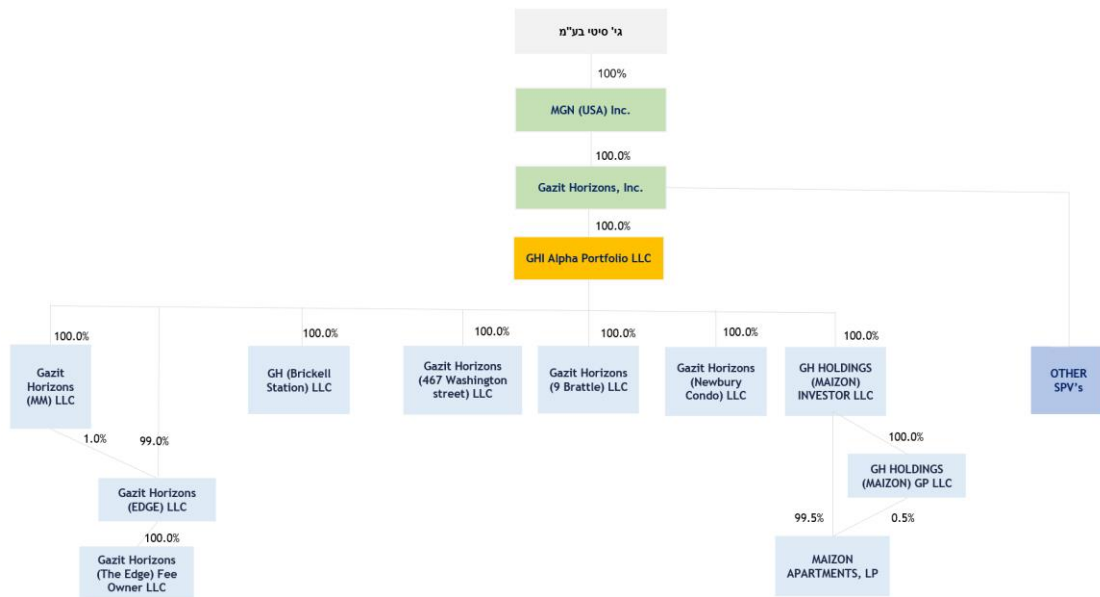 ג'י סיטי בע"מ
100%
MGN (USA) Inc.
100.0%
Gazit Horizons, Inc.
100.0%
GHI Alpha Portfolio LLC
100.0%
100.0%
100.0%
100.0%
100.0%
100.0%
Gazit
Horizons
(MM) LLC
GH (Brickell
Station) LLC
Gazit Horizons
(467 Washington
street) LLC
Gazit Horizons
(9 Brattle) LLC
Gazit Horizons
(Newbury
Condo) LLC
GH HOLDINGS
(MAIZON)
INVESTOR LLC
OTHER
SPV's
1.0%
99.0%
100.0%
Gazit Horizons
(EDGE) LLC
GH HOLDINGS
(MAIZON) GP LLC
99.5%
0.5%
100.0%
Gazit Horizons
(The Edge) Fee
Owner LLC
MAIZON
APARTMENTS, LP